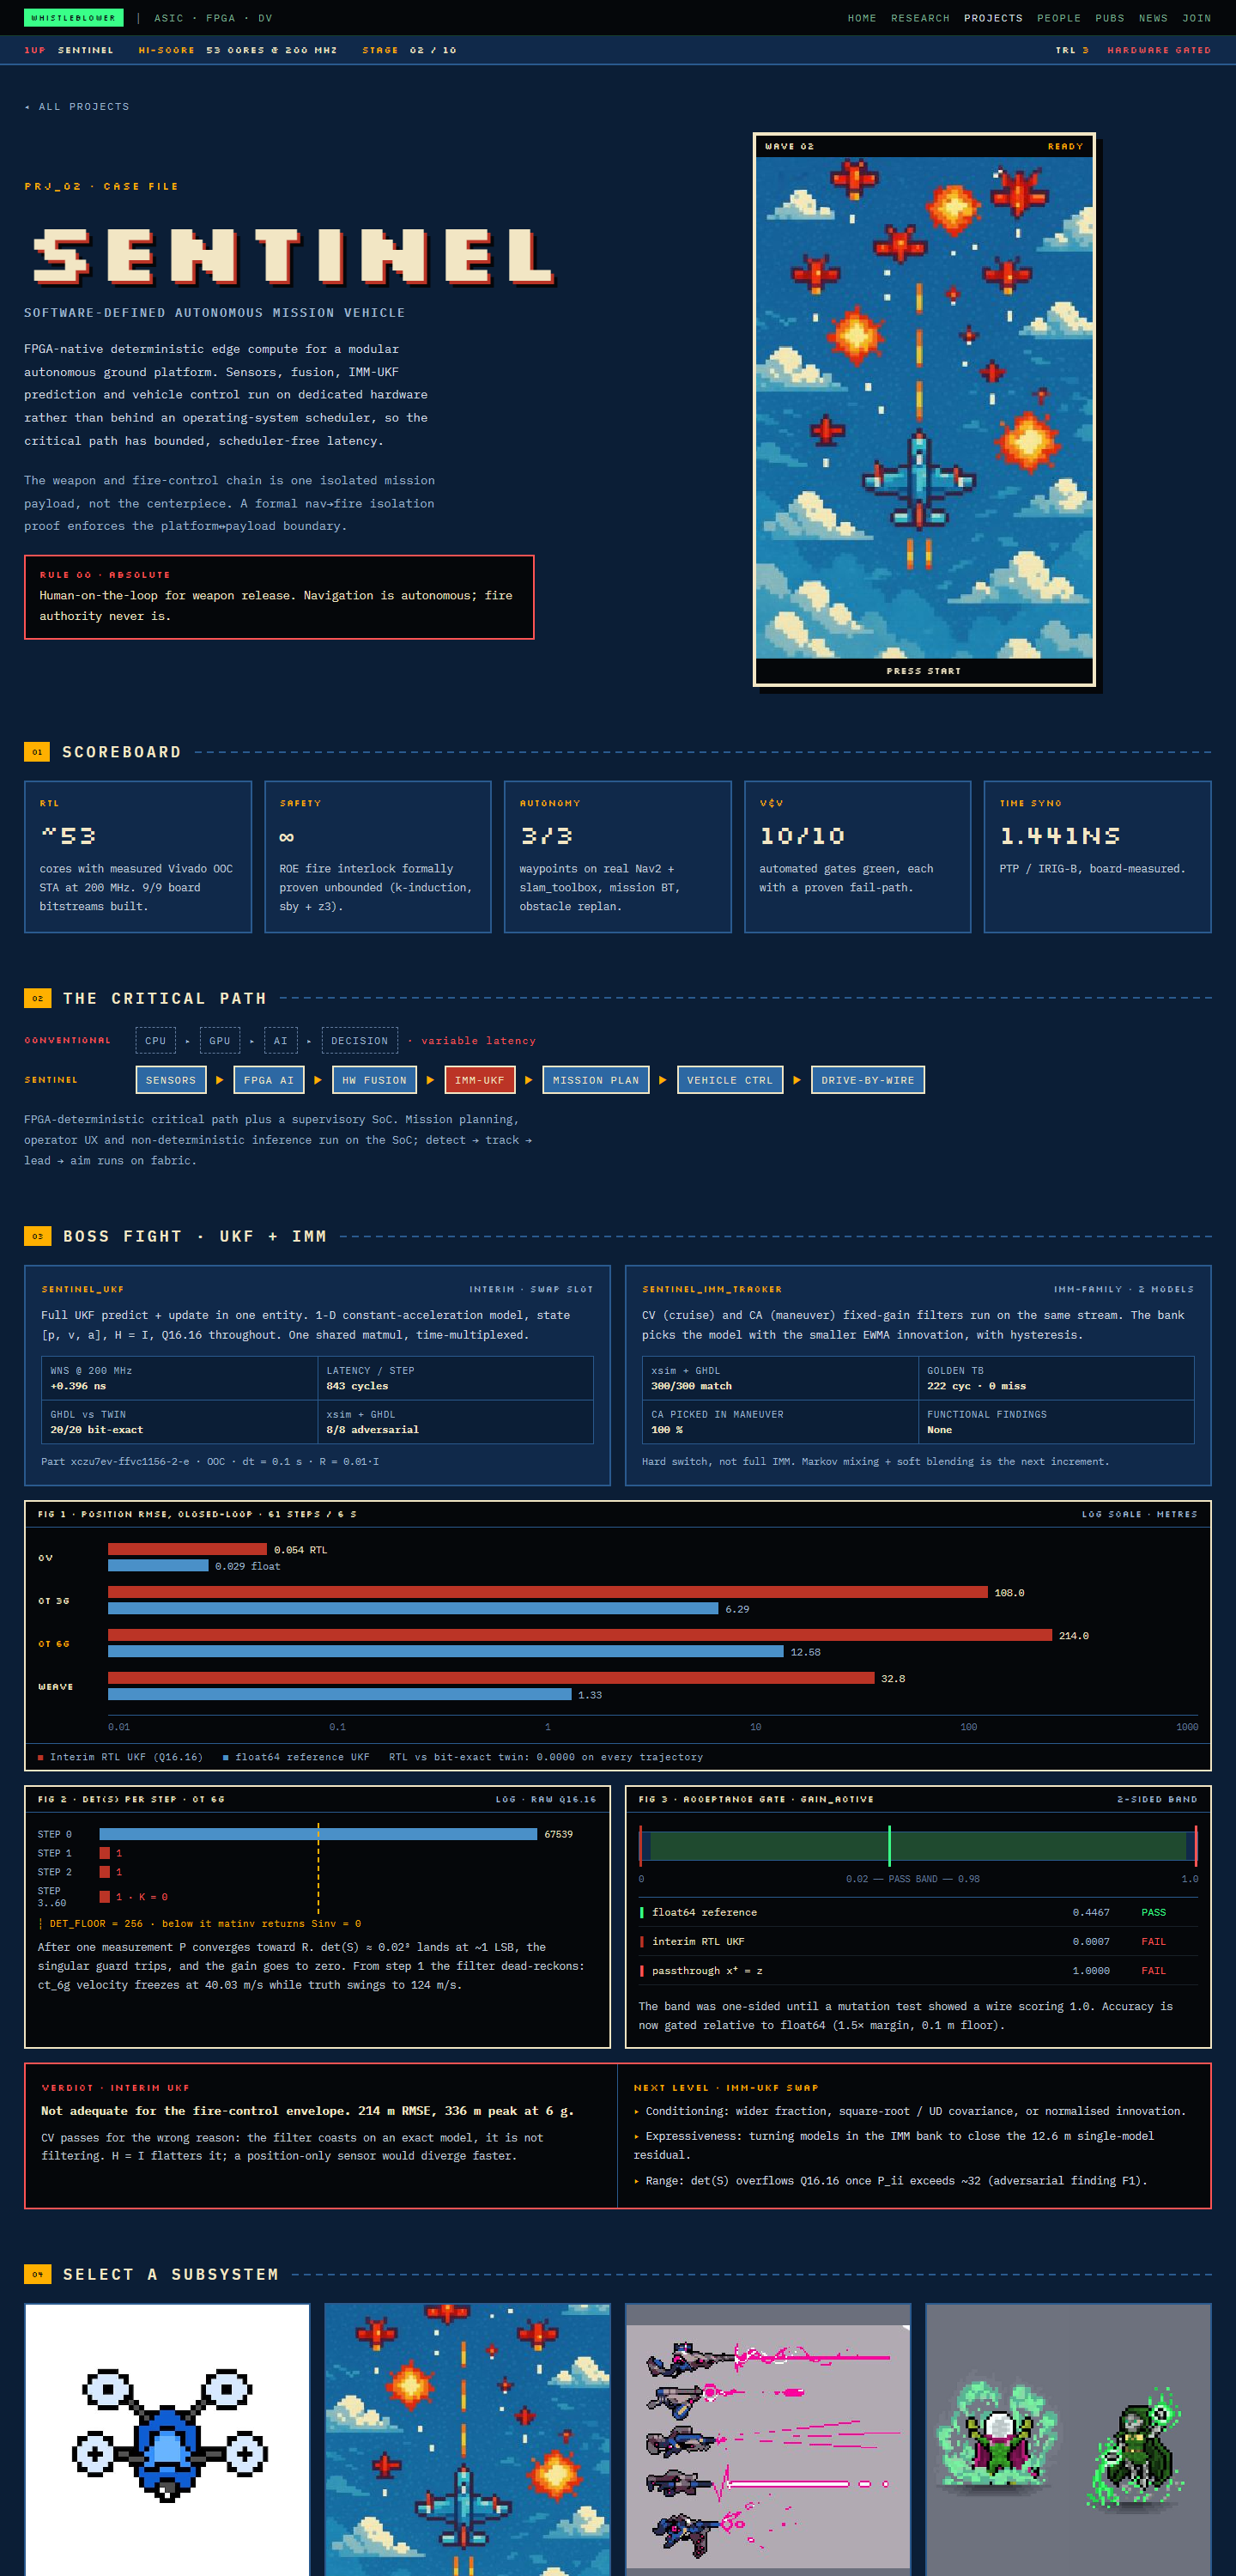 WHISTLEBLOWER | ASIC · FPGA · DV
HOME RESEARCH PROJECTS PEOPLE PUBS NEWS JOIN
1UP SENTINEL HI-SCORE 53 CORES @ 200 MHZ STAGE 02 / 10
TRL 3 HARDWARE GATED
◂ ALL PROJECTS
WAVE 02 READY
PRJ_02 · CASE FILE
SENTINEL
SOFTWARE-DEFINED AUTONOMOUS MISSION VEHICLE
FPGA-native deterministic edge compute for a modular
autonomous ground platform. Sensors, fusion, IMM-UKF
prediction and vehicle control run on dedicated hardware
rather than behind an operating-system scheduler, so the
critical path has bounded, scheduler-free latency.
The weapon and fire-control chain is one isolated mission
payload, not the centerpiece. A formal nav→fire isolation
proof enforces the platform↔payload boundary.
RULE 00 · ABSOLUTE
Human-on-the-loop for weapon release. Navigation is autonomous; fire
authority never is.
PRESS START
01 SCOREBOARD
RTL
~53
cores with measured Vivado OOC
STA at 200 MHz. 9/9 board
bitstreams built.
SAFETY
∞
ROE fire interlock formally
proven unbounded (k-induction,
sby + z3).
AUTONOMY
3/3
waypoints on real Nav2 +
slam_toolbox, mission BT,
obstacle replan.
V&V
10/10
automated gates green, each
with a proven fail-path.
TIME SYNC
1.441NS
PTP / IRIG-B, board-measured.
02 THE CRITICAL PATH
CONVENTIONAL CPU ▸ GPU ▸ AI ▸ DECISION · variable latency
SENTINEL SENSORS ▶ FPGA AI ▶ HW FUSION ▶ IMM-UKF ▶ MISSION PLAN ▶ VEHICLE CTRL ▶ DRIVE-BY-WIRE
FPGA-deterministic critical path plus a supervisory SoC. Mission planning,
operator UX and non-deterministic inference run on the SoC; detect → track →
lead → aim runs on fabric.
03 BOSS FIGHT · UKF + IMM
SENTINEL_UKF INTERIM · SWAP SLOT
Full UKF predict + update in one entity. 1-D constant-acceleration model, state
[p, v, a], H = I, Q16.16 throughout. One shared matmul, time-multiplexed.
WNS @ 200 MHz
+0.396 ns
LATENCY / STEP
843 cycles
GHDL vs TWIN
20/20 bit-exact
xsim + GHDL
8/8 adversarial
Part xczu7ev-ffvc1156-2-e · OOC · dt = 0.1 s · R = 0.01·I
SENTINEL_IMM_TRACKER IMM-FAMILY · 2 MODELS
CV (cruise) and CA (maneuver) fixed-gain filters run on the same stream. The bank
picks the model with the smaller EWMA innovation, with hysteresis.
xsim + GHDL
300/300 match
GOLDEN TB
222 cyc · 0 miss
CA PICKED IN MANEUVER
100 %
FUNCTIONAL FINDINGS
None
Hard switch, not full IMM. Markov mixing + soft blending is the next increment.
FIG 1 · POSITION RMSE, CLOSED-LOOP · 61 STEPS / 6 S LOG SCALE · METRES
CV 0.054 RTL
0.029 float
CT 3G 108.0
6.29
CT 6G 214.0
12.58
WEAVE 32.8
1.33
0.01 0.1 1 10 100 1000
■ Interim RTL UKF (Q16.16) ■ float64 reference UKF RTL vs bit-exact twin: 0.0000 on every trajectory
FIG 2 · DET(S) PER STEP · CT 6G LOG · RAW Q16.16
STEP 0 67539
STEP 1 1
STEP 2 1
STEP
3..60 1 · K = 0
¦ DET_FLOOR = 256 · below it matinv returns Sinv = 0
After one measurement P converges toward R. det(S) ≈ 0.02³ lands at ~1 LSB, the
singular guard trips, and the gain goes to zero. From step 1 the filter dead-reckons:
ct_6g velocity freezes at 40.03 m/s while truth swings to 124 m/s.
FIG 3 · ACCEPTANCE GATE · GAIN_ACTIVE 2-SIDED BAND
0 0.02 — PASS BAND — 0.98 1.0
float64 reference 0.4467 PASS
interim RTL UKF 0.0007 FAIL
passthrough x⁺ = z 1.0000 FAIL
The band was one-sided until a mutation test showed a wire scoring 1.0. Accuracy is
now gated relative to float64 (1.5× margin, 0.1 m floor).
VERDICT · INTERIM UKF
Not adequate for the fire-control envelope. 214 m RMSE, 336 m peak at 6 g.
CV passes for the wrong reason: the filter coasts on an exact model, it is not
filtering. H = I flatters it; a position-only sensor would diverge faster.
NEXT LEVEL · IMM-UKF SWAP
▸ Conditioning: wider fraction, square-root / UD covariance, or normalised innovation.
▸ Expressiveness: turning models in the IMM bank to close the 12.6 m single-model
residual.
▸ Range: det(S) overflows Q16.16 once P_ii exceeds ~32 (adversarial finding F1).
04 SELECT A SUBSYSTEM